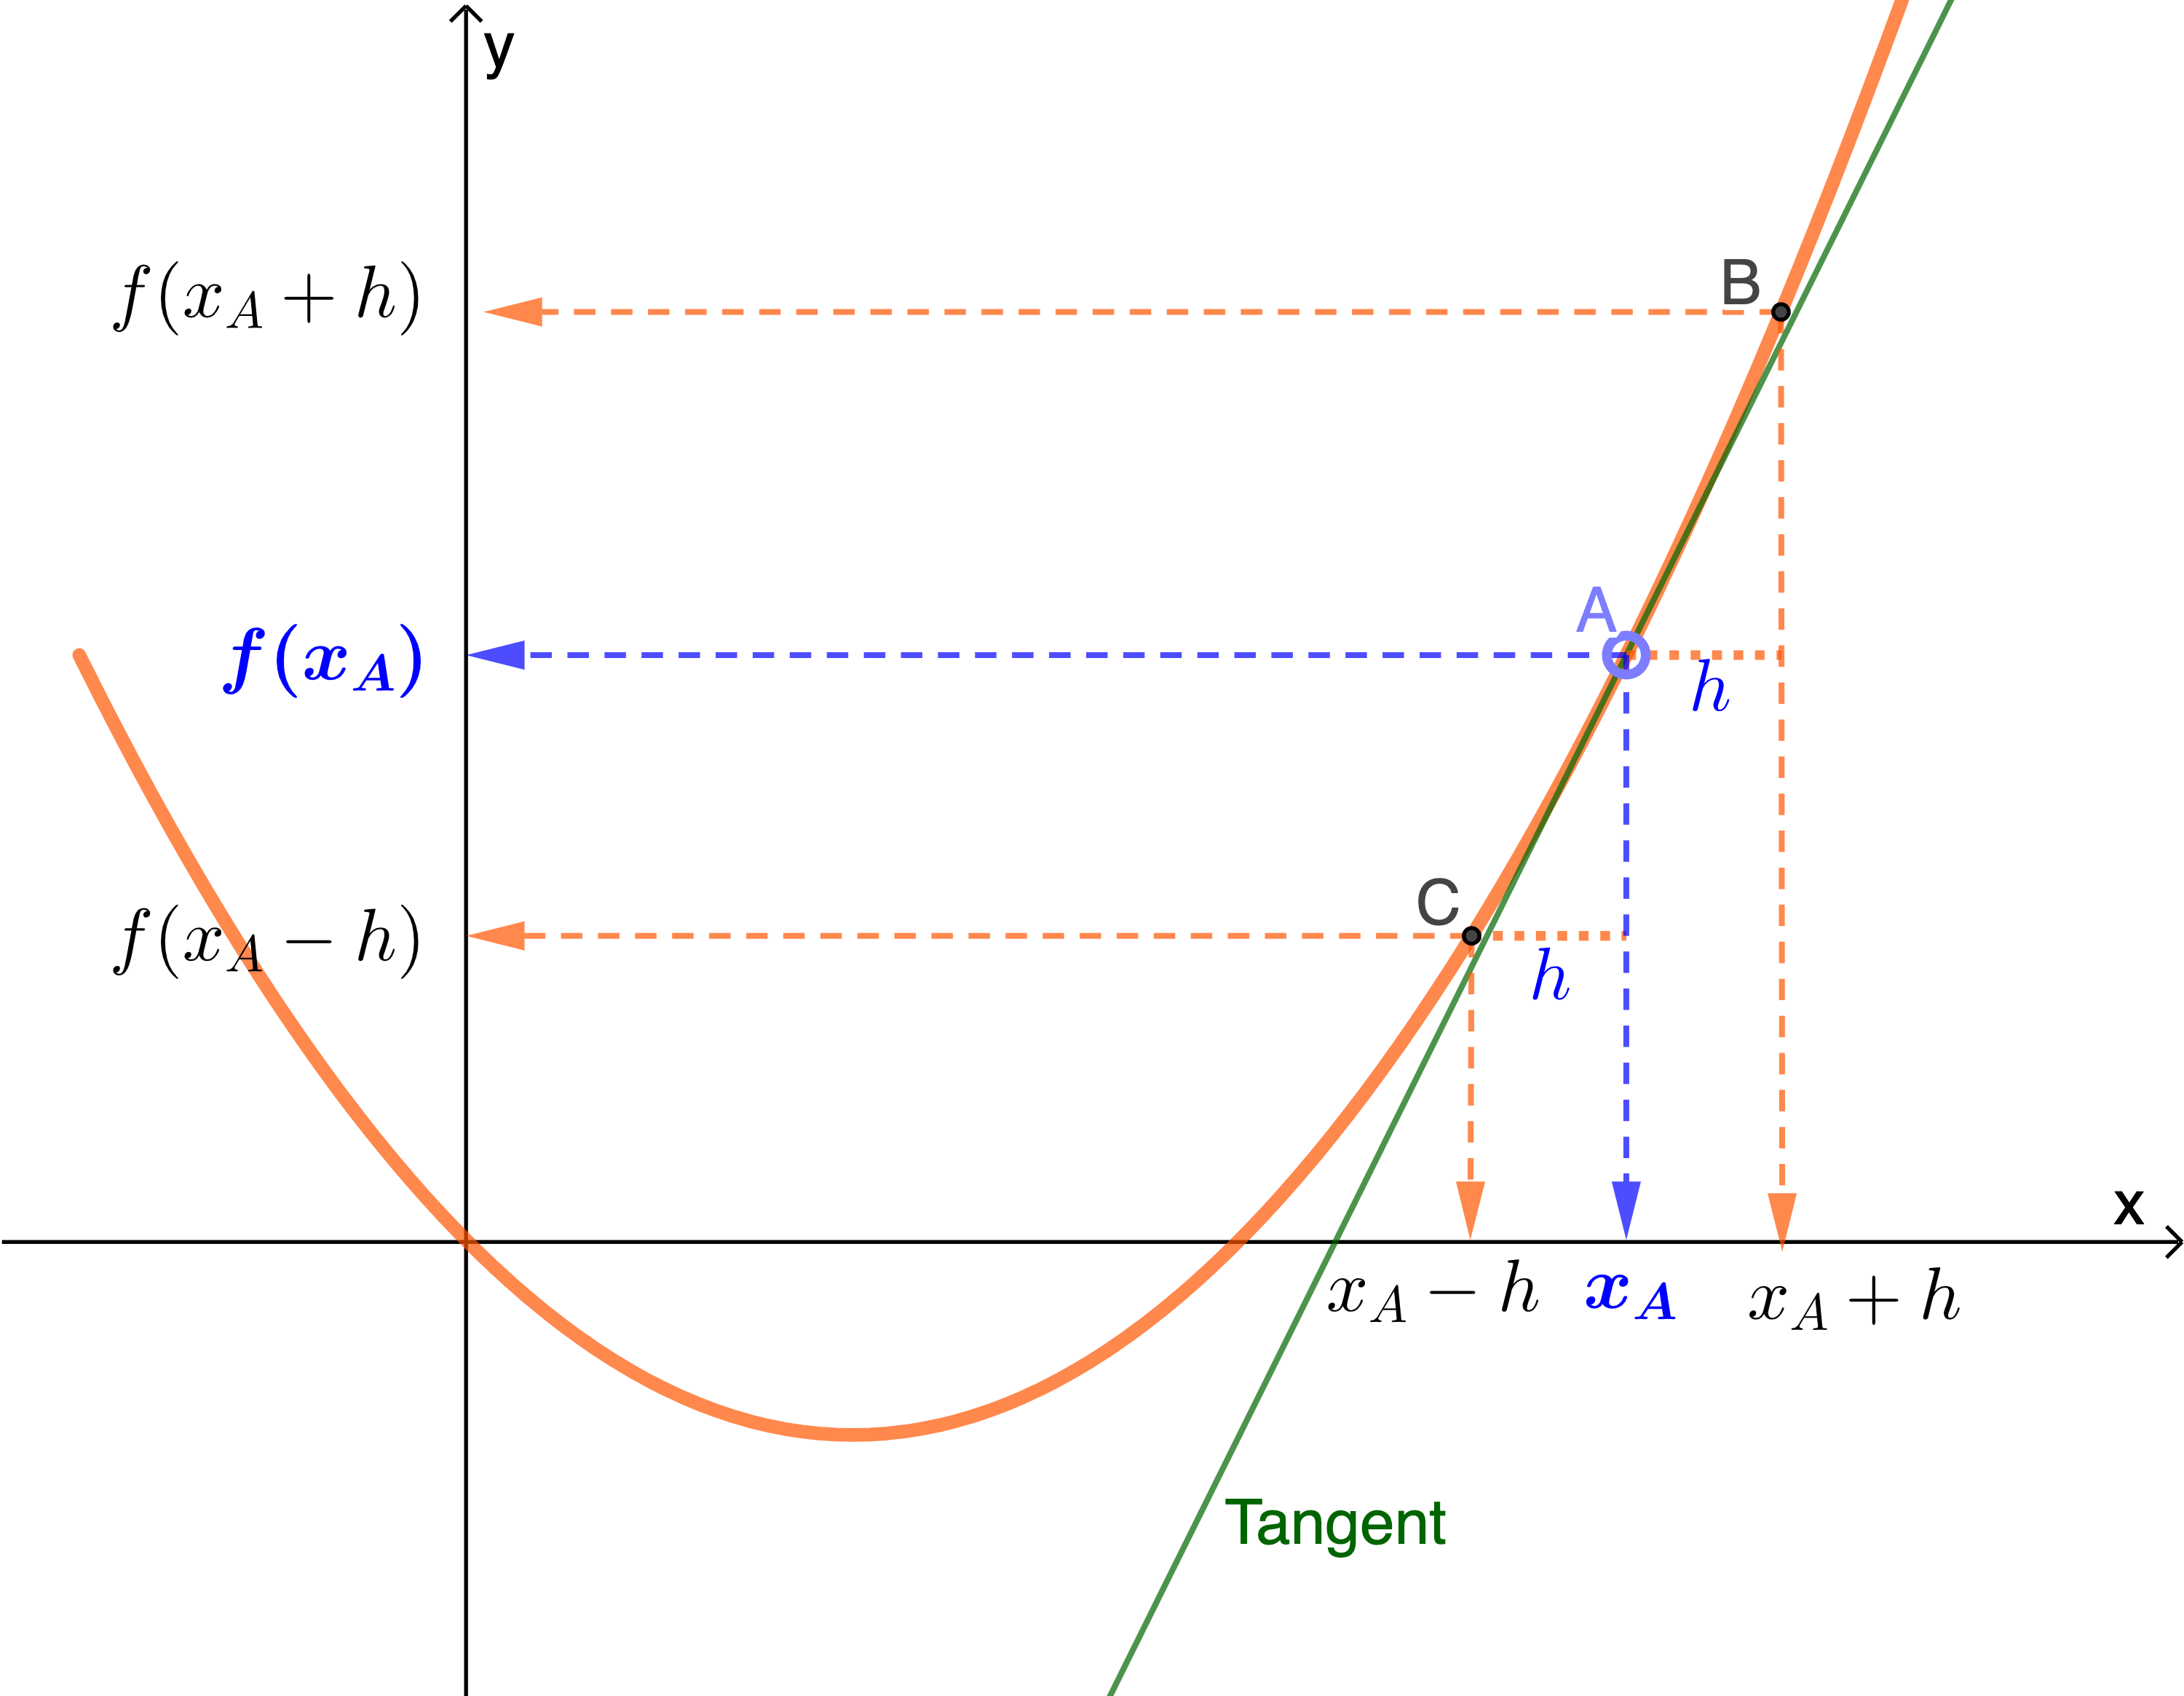 y
f(x_A + h)
B
A
f(x_A)
h
C
f(x_A − h)
h
x
x_A − h
x_A
x_A + h
Tangent